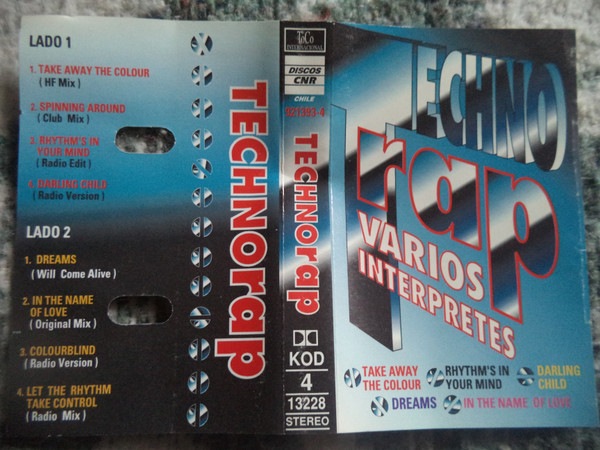 LADO 1
1. TAKE AWAY THE COLOUR
( HF Mix )
2. SPINNING AROUND
( Club Mix )
3. RHYTHM'S IN
YOUR MIND
( Radio Edit )
4. DARLING CHILD
( Radio Version )
LADO 2
1. DREAMS
( Will Come Alive )
2. IN THE NAME
OF LOVE
( Original Mix )
3. COLOURBLIND
( Radio Version )
4. LET THE RHYTHM
TAKE CONTROL
( Radio Mix )
TECHNOrap
ToCo
INTERNACIONAL
DISCOS
CNR
CHILE
TECHNOrap
KOD
4
13228
STEREO
TECHNO
rap
VARIOS
INTERPRETES
TAKE AWAY
THE COLOUR
RHYTHM'S IN
YOUR MIND
DARLING
CHILD
DREAMS
IN THE NAME OF LOVE